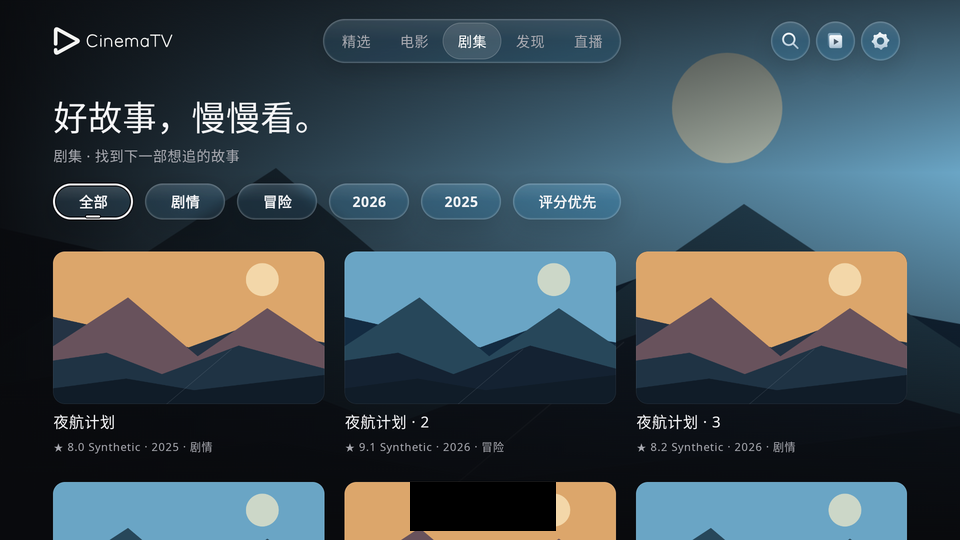 CinemaTV
精选 电影 剧集 发现 直播
好故事，慢慢看。
剧集 · 找到下一部想追的故事
全部 剧情 冒险 2026 2025 评分优先
夜航计划 夜航计划 · 2 夜航计划 · 3
★ 8.0 Synthetic · 2025 · 剧情 ★ 9.1 Synthetic · 2026 · 冒险 ★ 8.2 Synthetic · 2026 · 剧情